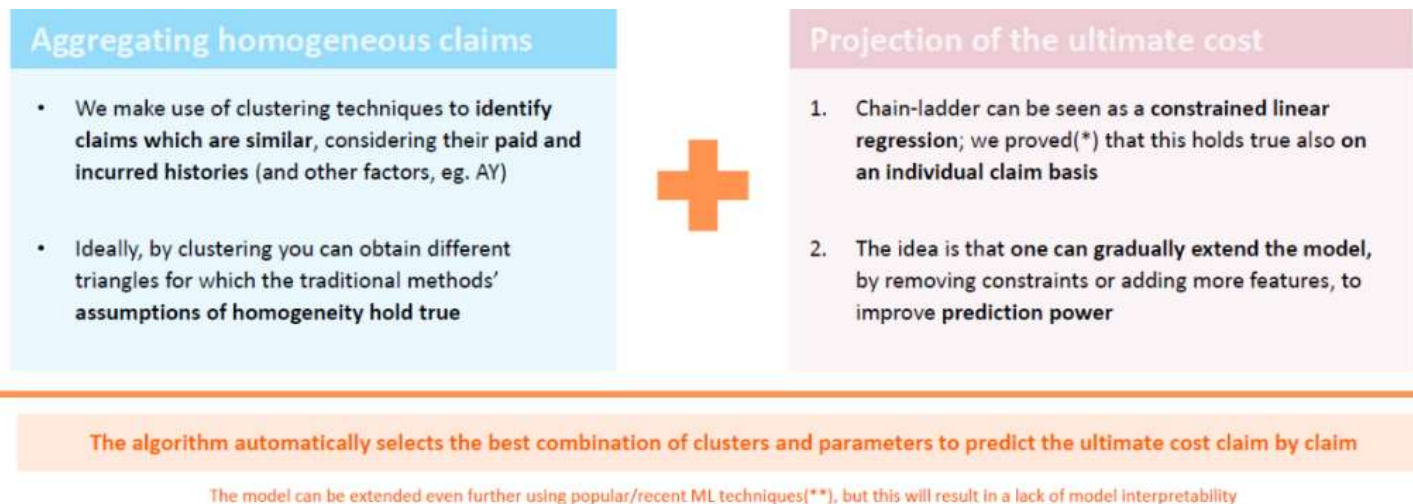 Aggregating homogeneous claims
• We make use of clustering techniques to identify
claims which are similar, considering their paid and
incurred histories (and other factors, eg. AY)
• Ideally, by clustering you can obtain different
triangles for which the traditional methods'
assumptions of homogeneity hold true
Projection of the ultimate cost
1. Chain-ladder can be seen as a constrained linear
regression; we proved(*) that this holds true also on
an individual claim basis
2. The idea is that one can gradually extend the model,
by removing constraints or adding more features, to
improve prediction power
The algorithm automatically selects the best combination of clusters and parameters to predict the ultimate cost claim by claim
The model can be extended even further using popular/recent ML techniques(**), but this will result in a lack of model interpretability